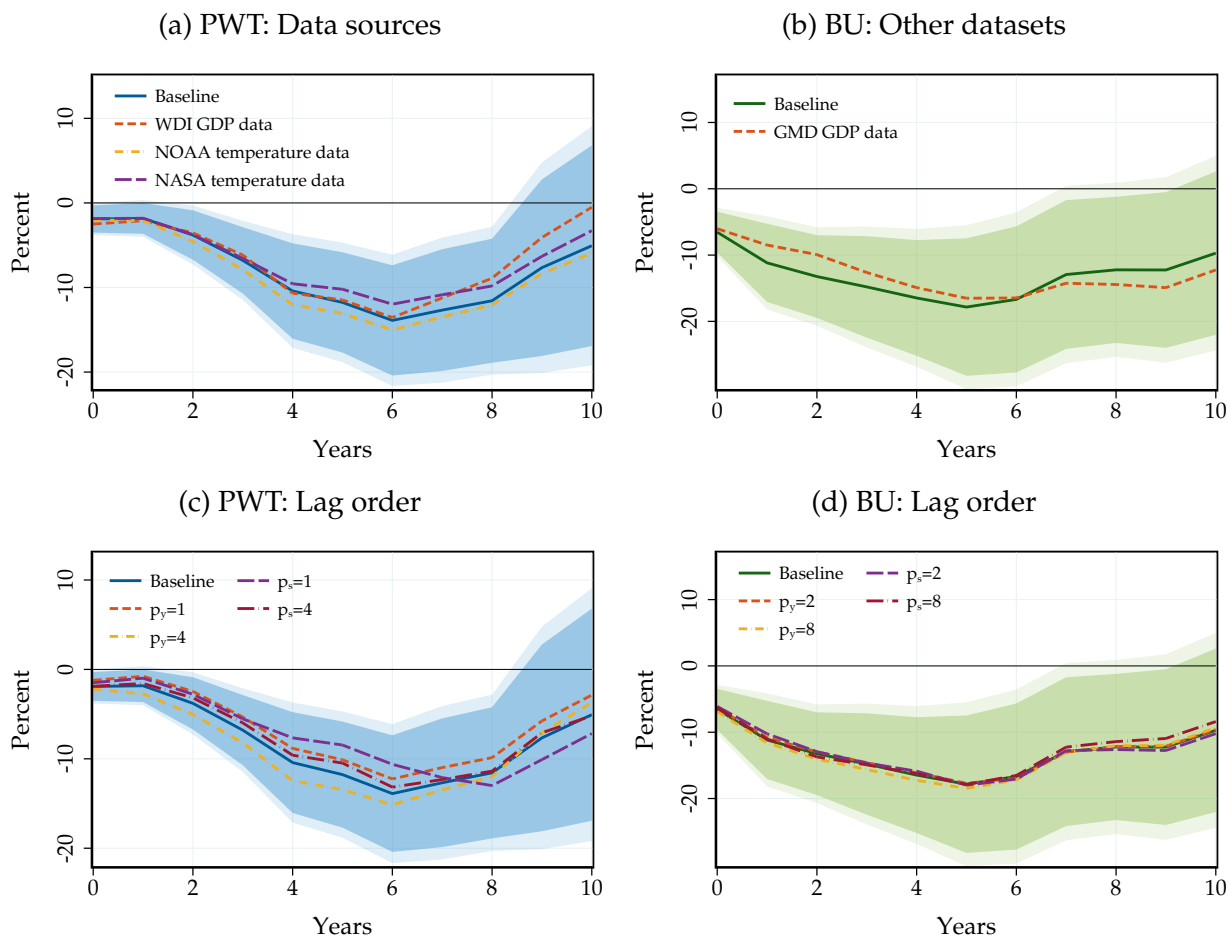 (a) PWT: Data sources
Percent
10
0
-10
-20
Baseline
WDI GDP data
NOAA temperature data
NASA temperature data
0 2 4 6 8 10
Years
(b) BU: Other datasets
Percent
10
0
-10
-20
Baseline
GMD GDP data
0 2 4 6 8 10
Years
(c) PWT: Lag order
Percent
10
0
-10
-20
Baseline pₛ=1
pᵧ=1 pₛ=4
pᵧ=4
0 2 4 6 8 10
Years
(d) BU: Lag order
Percent
10
0
-10
-20
Baseline pₛ=2
pᵧ=2 pₛ=8
pᵧ=8
0 2 4 6 8 10
Years